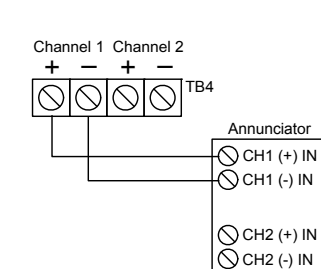 Channel 1 Channel 2
+ − + −
TB4
Annunciator
CH1 (+) IN
CH1 (-) IN
CH2 (+) IN
CH2 (-) IN